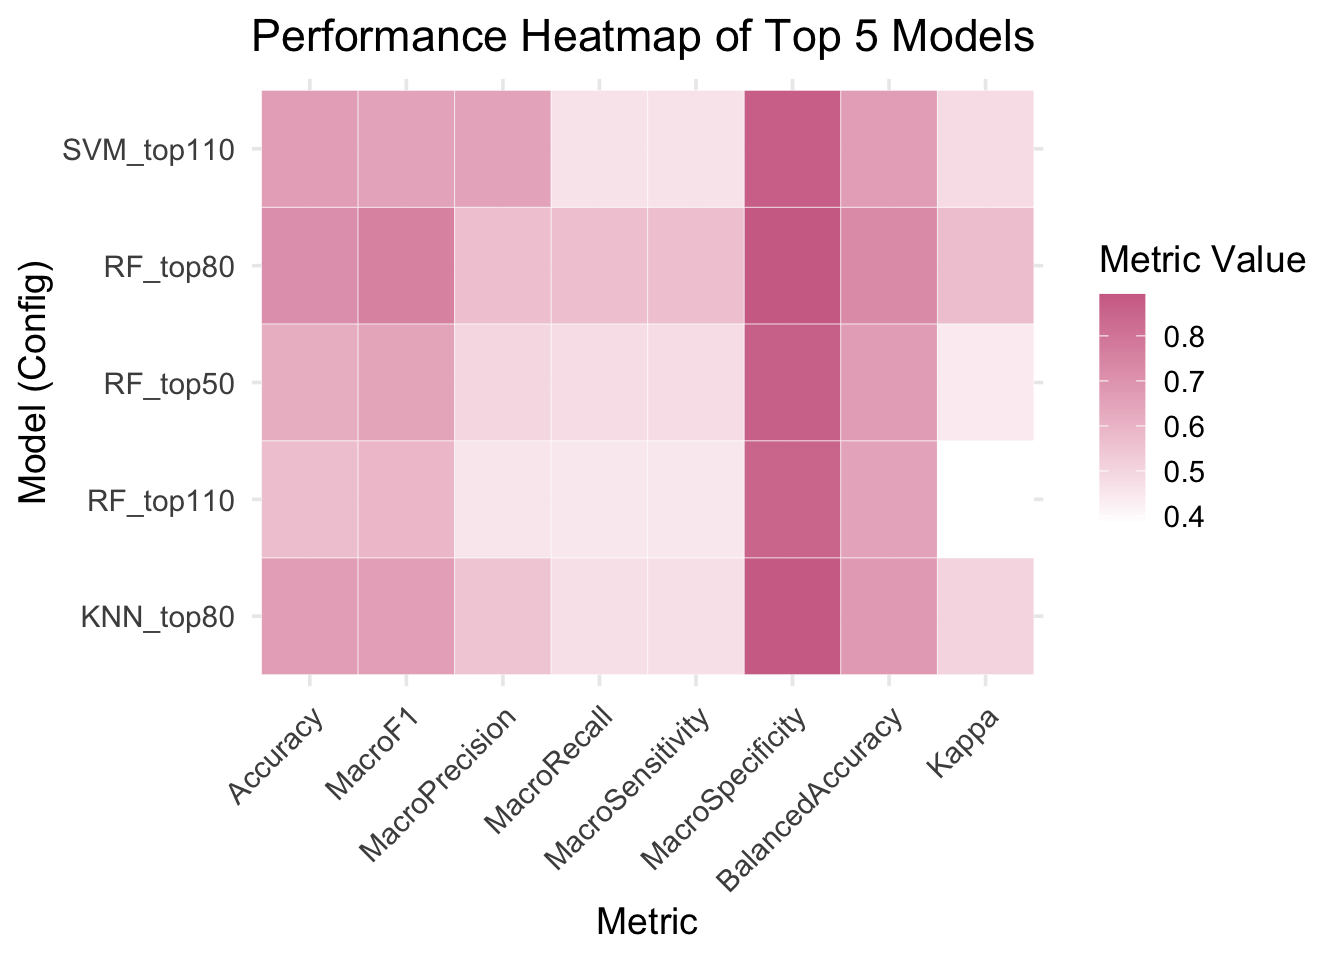 Performance Heatmap of Top 5 Models
Model (Config)
SVM_top110
RF_top80
RF_top50
RF_top110
KNN_top80
Accuracy
MacroF1
MacroPrecision
MacroRecall
MacroSensitivity
MacroSpecificity
BalancedAccuracy
Kappa
Metric
Metric Value
0.8
0.7
0.6
0.5
0.4